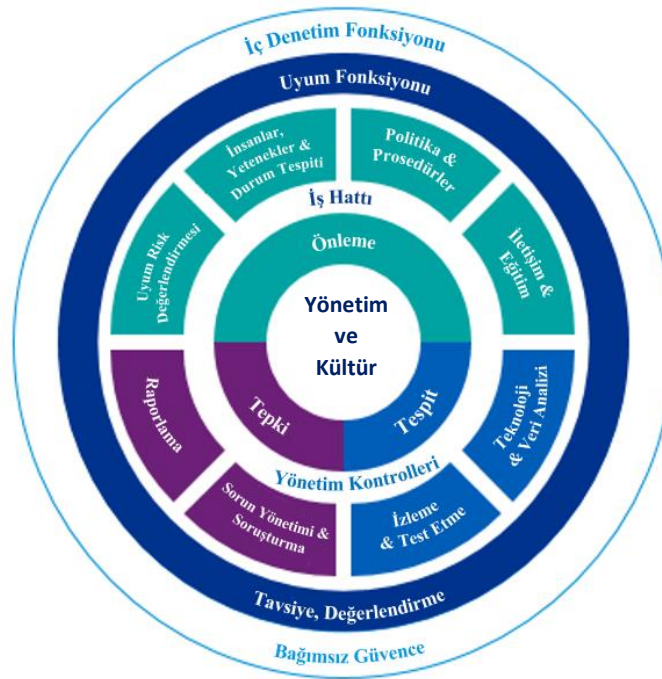 İç Denetim Fonksiyonu
Uyum Fonksiyonu
İnsanlar,
Yetenekler &
Durum Tespiti
Politika &
Prosedürler
İş Hattı
Uyum Risk
Değerlendirmesi
Önleme
İletişim &
Eğitim
Yönetim
ve
Kültür
Raporlama
Tepki
Tespit
Teknoloji
& Veri Analizi
Yönetim Kontrolleri
Sorun Yönetimi &
Soruşturma
İzleme
& Test Etme
Tavsiye, Değerlendirme
Bağımsız Güvence